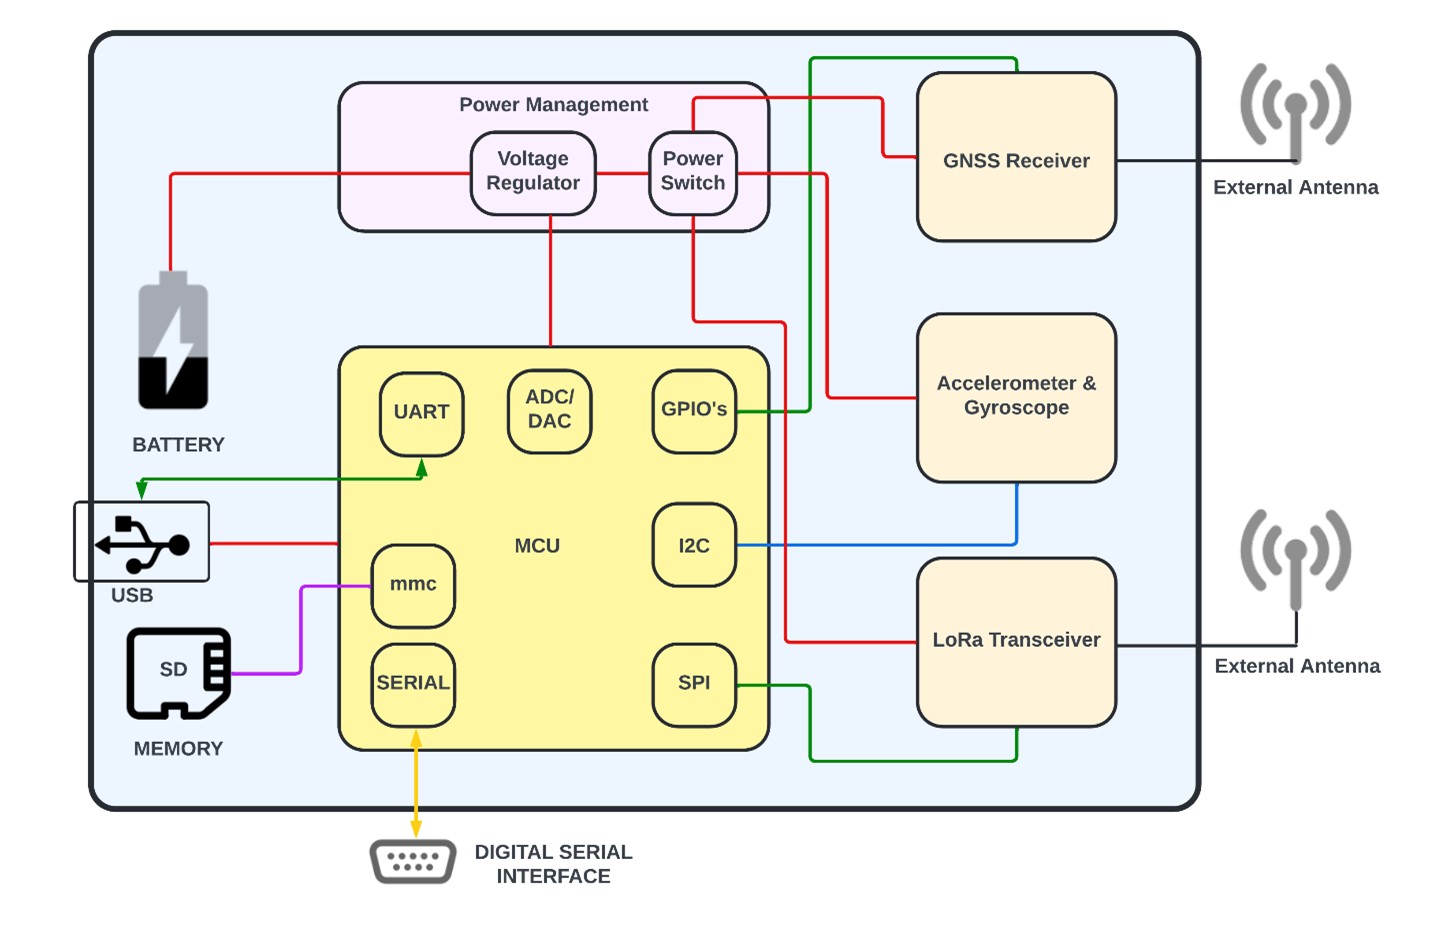 Power Management
Voltage
Regulator
Power
Switch
GNSS Receiver
External Antenna
BATTERY
UART
ADC/
DAC
GPIO's
Accelerometer &
Gyroscope
USB
mmc
MCU
I2C
SD
MEMORY
SERIAL
SPI
LoRa Transceiver
External Antenna
DIGITAL SERIAL
INTERFACE